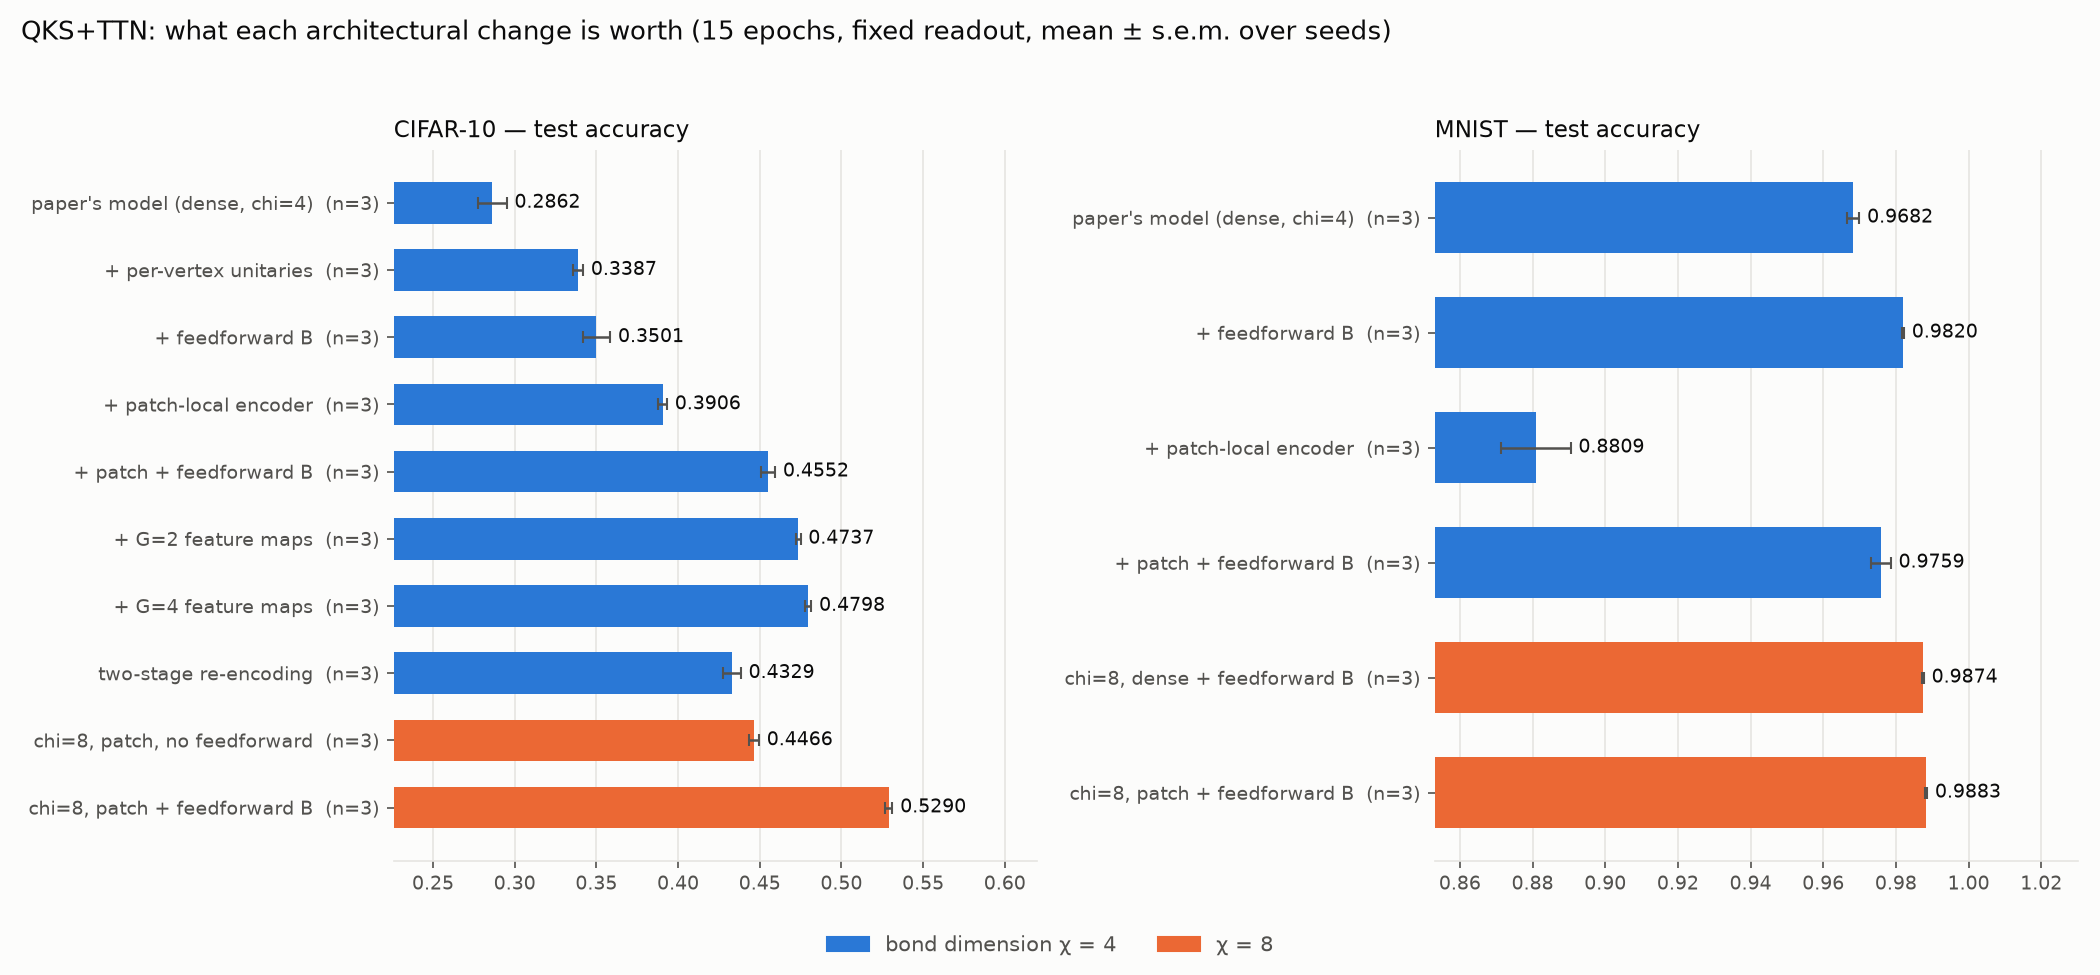 QKS+TTN: what each architectural change is worth (15 epochs, fixed readout, mean ± s.e.m. over seeds)
CIFAR-10 — test accuracy
paper's model (dense, chi=4) (n=3) 0.2862
+ per-vertex unitaries (n=3) 0.3387
+ feedforward B (n=3) 0.3501
+ patch-local encoder (n=3) 0.3906
+ patch + feedforward B (n=3) 0.4552
+ G=2 feature maps (n=3) 0.4737
+ G=4 feature maps (n=3) 0.4798
two-stage re-encoding (n=3) 0.4329
chi=8, patch, no feedforward (n=3) 0.4466
chi=8, patch + feedforward B (n=3) 0.5290
0.25 0.30 0.35 0.40 0.45 0.50 0.55 0.60
MNIST — test accuracy
paper's model (dense, chi=4) (n=3) 0.9682
+ feedforward B (n=3) 0.9820
+ patch-local encoder (n=3) 0.8809
+ patch + feedforward B (n=3) 0.9759
chi=8, dense + feedforward B (n=3) 0.9874
chi=8, patch + feedforward B (n=3) 0.9883
0.86 0.88 0.90 0.92 0.94 0.96 0.98 1.00 1.02
bond dimension χ = 4 χ = 8